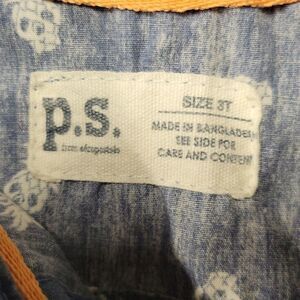 p.s.
from aéropostale
SIZE 3T
MADE IN BANGLADESH
SEE SIDE FOR
CARE AND CONTENT